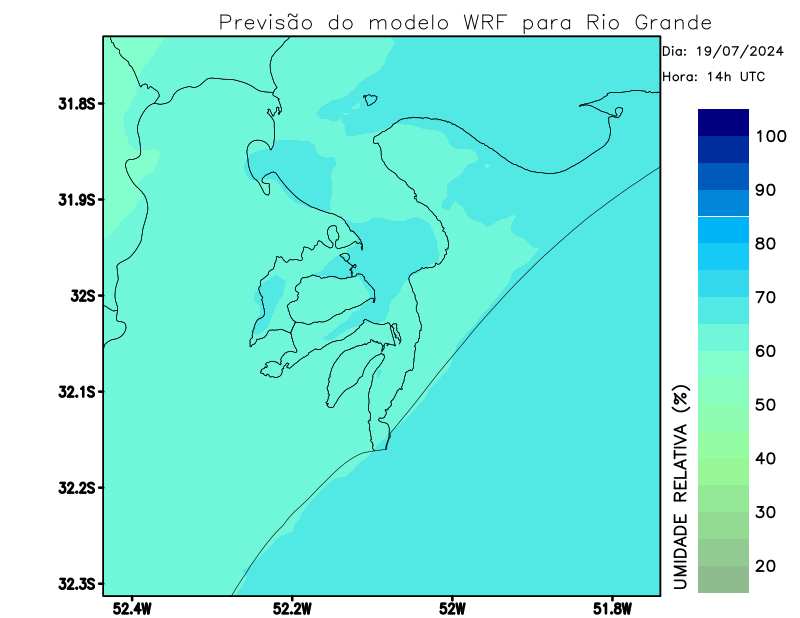 Previsão do modelo WRF para Rio Grande
Dia: 19/07/2024
Hora: 14h UTC
31.8S
31.9S
32S
32.1S
32.2S
32.3S
52.4W 52.2W 52W 51.8W
UMIDADE RELATIVA (%)
100
90
80
70
60
50
40
30
20